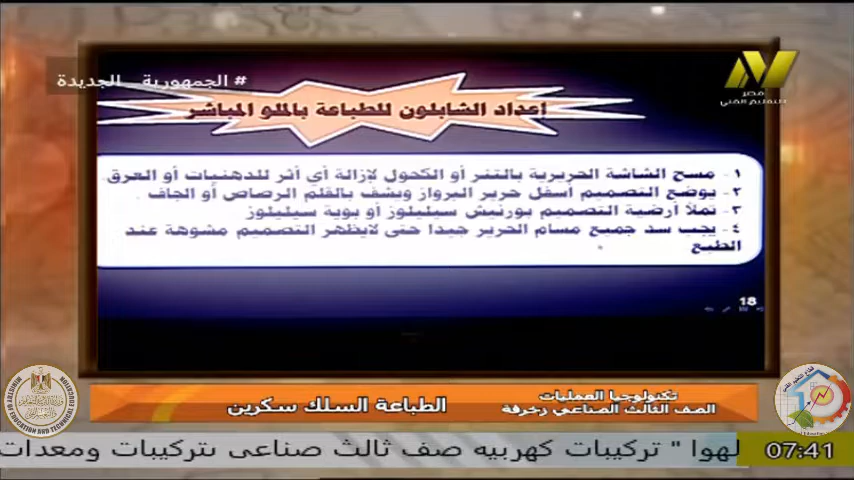 # الجمهورية _ الجديدة
مصر
للتعليم الفني
إعداد الشابلون للطباعة بالملو المباشر
١ - مسح الشاشة الحريرية بالتنر أو الكحول لإزالة أي أثر للدهنيات أو العرق
٢ - يوضع التصميم أسفل حرير البرواز ويشف بالقلم الرصاص أو الجاف .
٣ - تملأ أرضية التصميم بورنيش سيليلوز أو بوية سيليلوز
٤ - يجب سد جميع مسام الحرير جيدا حتى لايظهر التصميم مشوهة عند
الطبع
18
تكنولوجيا العمليات
الصف الثالث الصناعي زخرفة
الطباعة السلك سكرين
لهوا " تركيبات كهربيه صف ثالث صناعى تركيبات ومعدات
07:41